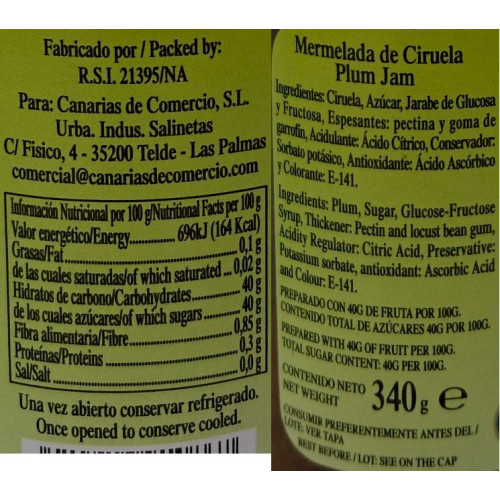 Fabricado por / Packed by:
R.S.I. 21395/NA
Para: Canarias de Comercio, S.L.
Urba. Indus. Salinetas
C/ Fisico, 4 - 35200 Telde - Las Palmas
comercial@canariasdecomercio.com
Información Nutricional por 100 g/Nutritional Facts per 100 g
Valor energético/Energy............ 696kJ (164 Kcal)
Grasas/Fat............ 0,1 g
de las cuales saturadas/of which saturated ... 0,02 g
Hidratos de carbono/Carbohydrates............ 40 g
de los cuales azúcares/of which sugars........ 40 g
Fibra alimentaria/Fibre............ 0,85 g
Proteínas/Proteins............ 0,3 g
Sal/Salt............ 0,0 g
Una vez abierto conservar refrigerado.
Once opened to conserve cooled.
Mermelada de Ciruela
Plum Jam
Ingredientes: Ciruela, Azúcar, Jarabe de Glucosa
y Fructosa, Espesantes: pectina y goma de
garrofín, Acidulante: Ácido Cítrico, Conservador:
Sorbato potásico, Antioxidante: Ácido Ascórbico
y Colorante: E-141.
Ingredients: Plum, Sugar, Glucose-Fructose
Syrup, Thickener: Pectin and locust bean gum,
Acidity Regulator: Citric Acid, Preservative:
Potassium sorbate, antioxidant: Ascorbic Acid
and Colour: E-141.
PREPARADO CON 40G DE FRUTA POR 100G.
CONTENIDO TOTAL DE AZÚCARES 40G POR 100G.
PREPARED WITH 40G OF FRUIT PER 100G.
TOTAL SUGAR CONTENT: 40G PER 100G.
CONTENIDO NETO
NET WEIGHT 340 g e
CONSUMIR PREFERENTEMENTE ANTES DEL /
LOTE: VER TAPA
BEST BEFORE / LOT: SEE ON THE CAP